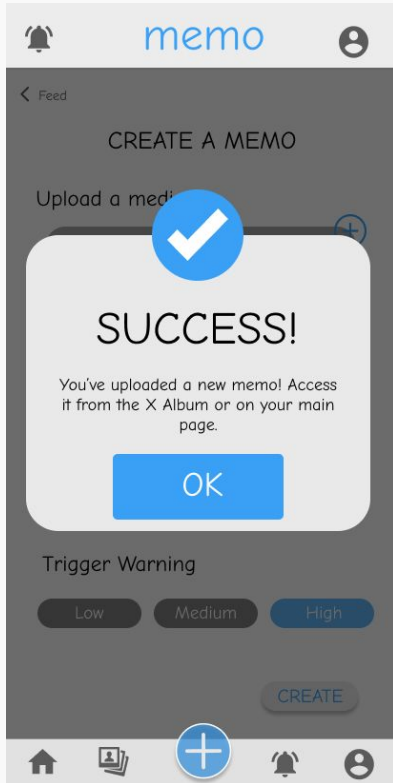 memo
Feed
CREATE A MEMO
Upload a medi
SUCCESS!
You've uploaded a new memo! Access
it from the X Album or on your main
page.
OK
Trigger Warning
Low Medium High
CREATE